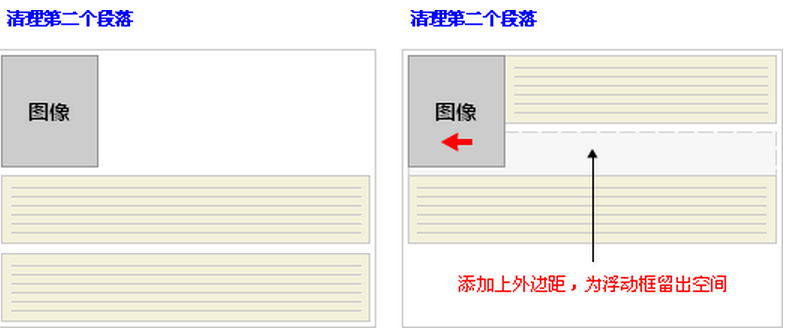 清理第二个段落
清理第二个段落
图像
图像
添加上外边距，为浮动框留出空间